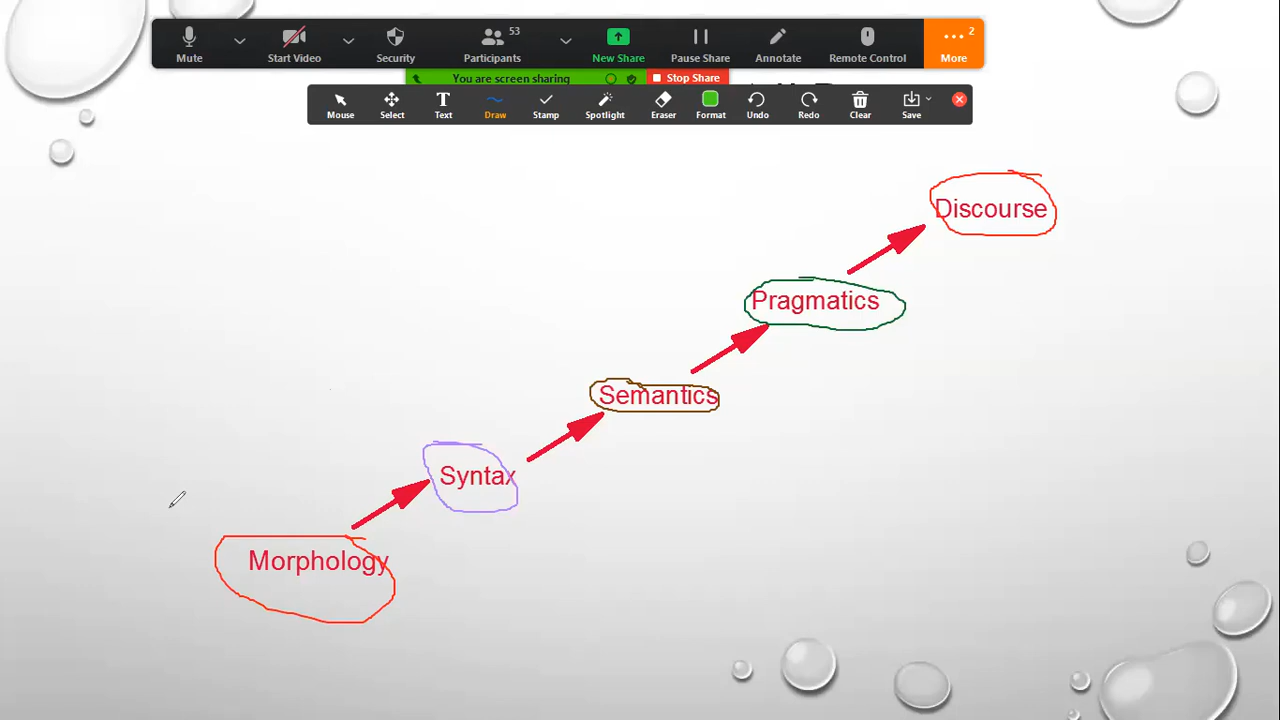 53
2
Mute
Start Video
Security
Participants
New Share
Pause Share
Annotate
Remote Control
More
You are screen sharing
Stop Share
Mouse
Select
Text
Draw
Stamp
Spotlight
Eraser
Format
Undo
Redo
Clear
Save
Discourse
Pragmatics
Semantics
Syntax
Morphology